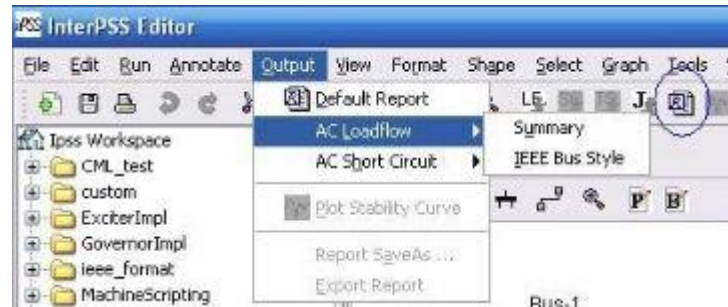 InterPSS Editor
File Edit Run Annotate Output View Format Shape Select Graph Tools
Default Report
AC Loadflow
Summary
IEEE Bus Style
AC Short Circuit
Plot Stability Curve
Report SaveAs ...
Export Report
Ipss Workspace
CML_test
custom
ExciterImpl
GovernorImpl
ieee_format
MachineScripting
P
B
Bus-1